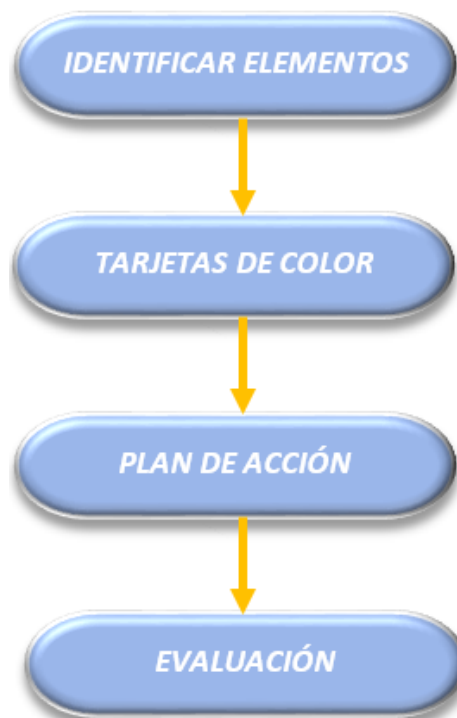 IDENTIFICAR ELEMENTOS
TARJETAS DE COLOR
PLAN DE ACCIÓN
EVALUACIÓN